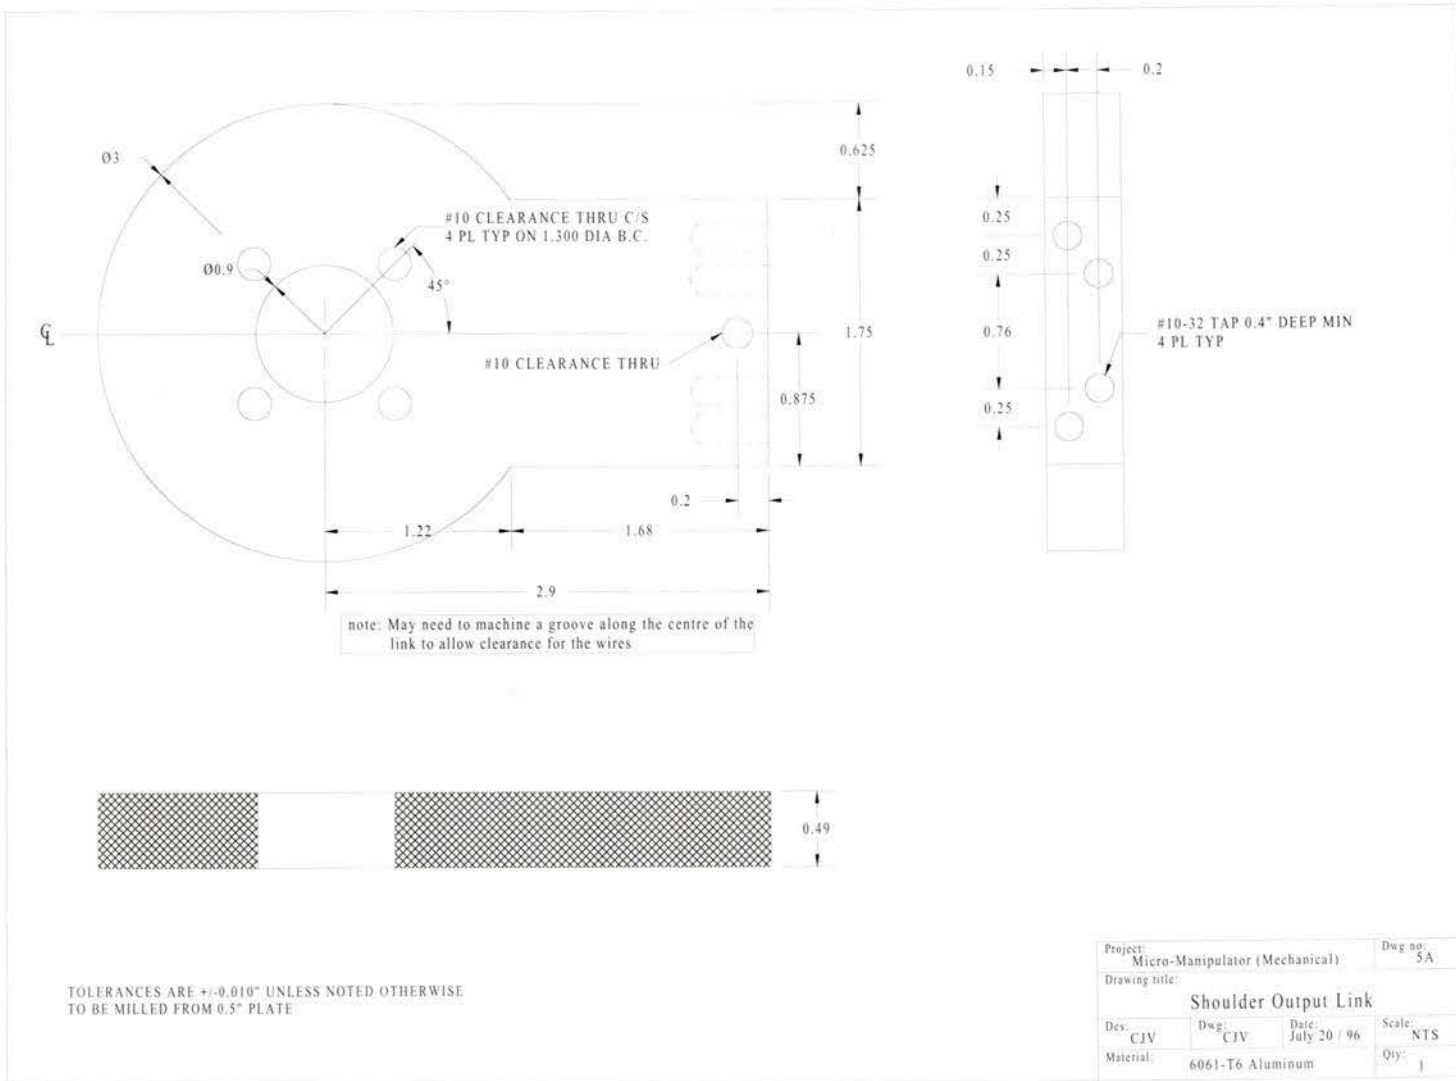 0.15
0.2
Ø3
0.625
#10 CLEARANCE THRU C/S
4 PL TYP ON 1.300 DIA B.C.
Ø0.9
45°
℄
#10 CLEARANCE THRU
1.75
0.875
0.2
1.22
1.68
2.9
0.25
0.25
0.76
0.25
#10-32 TAP 0.4" DEEP MIN
4 PL TYP
note: May need to machine a groove along the centre of the
link to allow clearance for the wires
0.49
TOLERANCES ARE +/-0.010" UNLESS NOTED OTHERWISE
TO BE MILLED FROM 0.5" PLATE
Project:
Micro-Manipulator (Mechanical)
Dwg no:
5A
Drawing title:
Shoulder Output Link
Des:
CJV
Dwg:
CJV
Date:
July 20 / 96
Scale:
NTS
Material:
6061-T6 Aluminum
Qty:
1